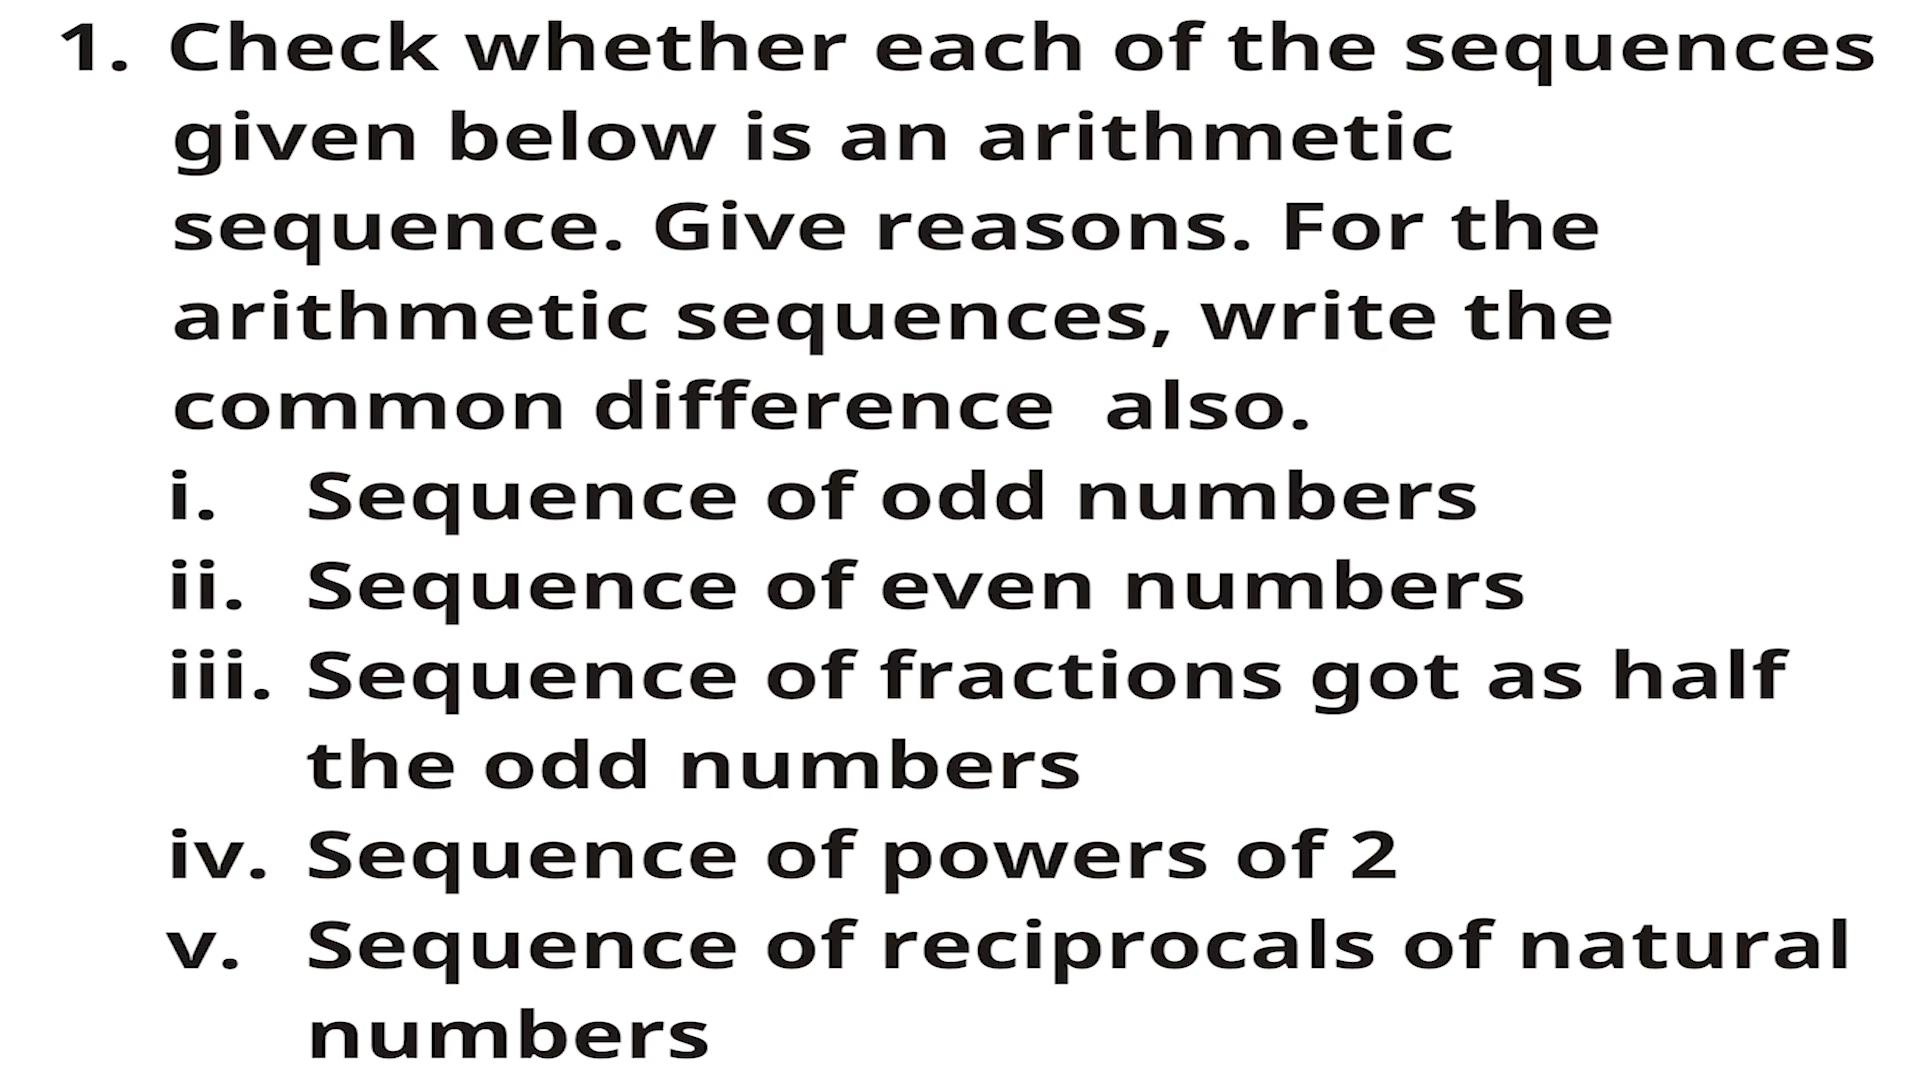 1. Check whether each of the sequences
given below is an arithmetic
sequence. Give reasons. For the
arithmetic sequences, write the
common difference also.
i. Sequence of odd numbers
ii. Sequence of even numbers
iii. Sequence of fractions got as half
the odd numbers
iv. Sequence of powers of 2
v. Sequence of reciprocals of natural
numbers